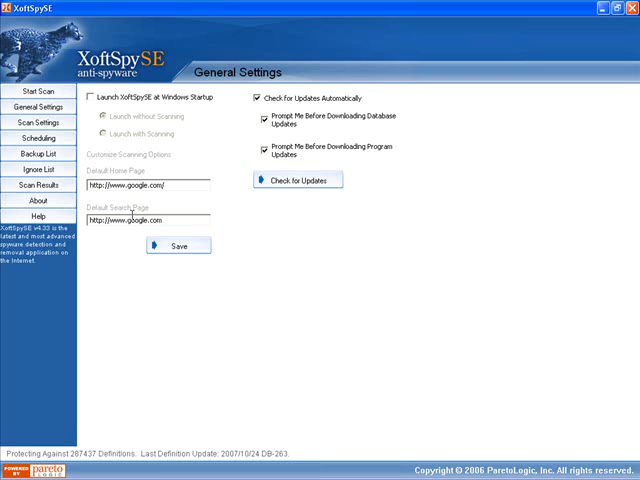 XoftSpySE
XoftSpySE
anti-spyware
General Settings
Start Scan
General Settings
Scan Settings
Scheduling
Backup List
Ignore List
Scan Results
About
Help
XoftSpySE v4.33 is the
latest and most advanced
spyware detection and
removal application on
the Internet.
Launch XoftSpySE at Windows Startup
Launch without Scanning
Launch with Scanning
Customize Scanning Options
Default Home Page
http://www.google.com/
Default Search Page
http://www.google.com
Save
Check for Updates Automatically
Prompt Me Before Downloading Database
Updates
Prompt Me Before Downloading Program
Updates
Check for Updates
Protecting Against 287437 Definitions. Last Definition Update: 2007/10/24 DB-263.
POWERED
BY
pareto
LOGIC
Copyright © 2006 ParetoLogic, Inc. All rights reserved.